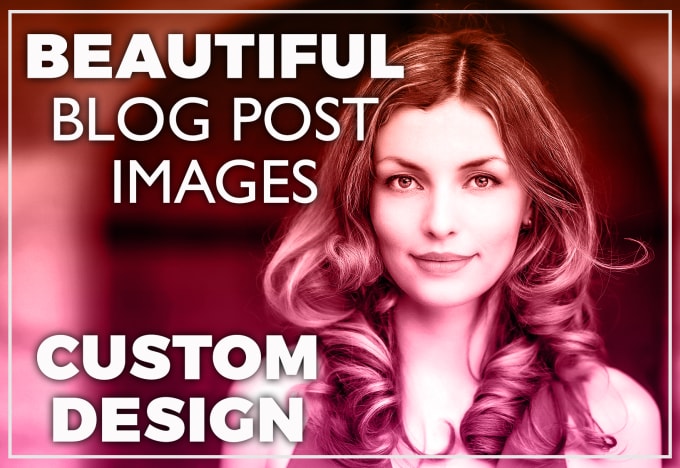 BEAUTIFUL
BLOG POST
IMAGES
CUSTOM
DESIGN